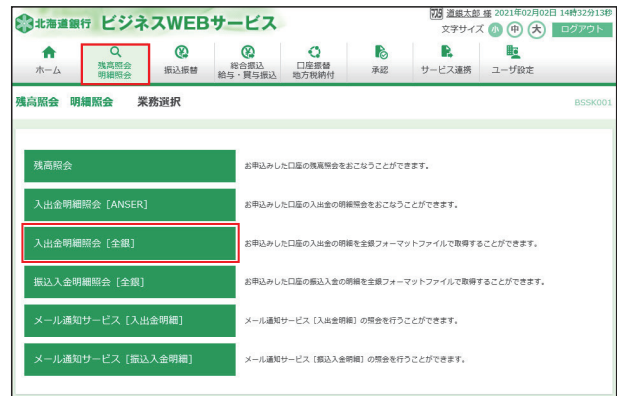 北海道銀行 ビジネスWEBサービス
道銀太郎 様 2021年02月02日 14時32分13秒
文字サイズ 小 中 大 ログアウト
ホーム
残高照会
明細照会
振込振替
総合振込
給与・賞与振込
口座振替
地方税納付
承認
サービス連携
ユーザ設定
残高照会 明細照会 業務選択 BSSK001
残高照会 お申込みした口座の残高照会をおこなうことができます。
入出金明細照会［ANSER］ お申込みした口座の入出金の明細照会をおこなうことができます。
入出金明細照会［全銀］ お申込みした口座の入出金の明細を全銀フォーマットファイルで取得することができます。
振込入金明細照会［全銀］ お申込みした口座の振込入金の明細を全銀フォーマットファイルで取得することができます。
メール通知サービス［入出金明細］ メール通知サービス［入出金明細］の照会を行うことができます。
メール通知サービス［振込入金明細］ メール通知サービス［振込入金明細］の照会を行うことができます。